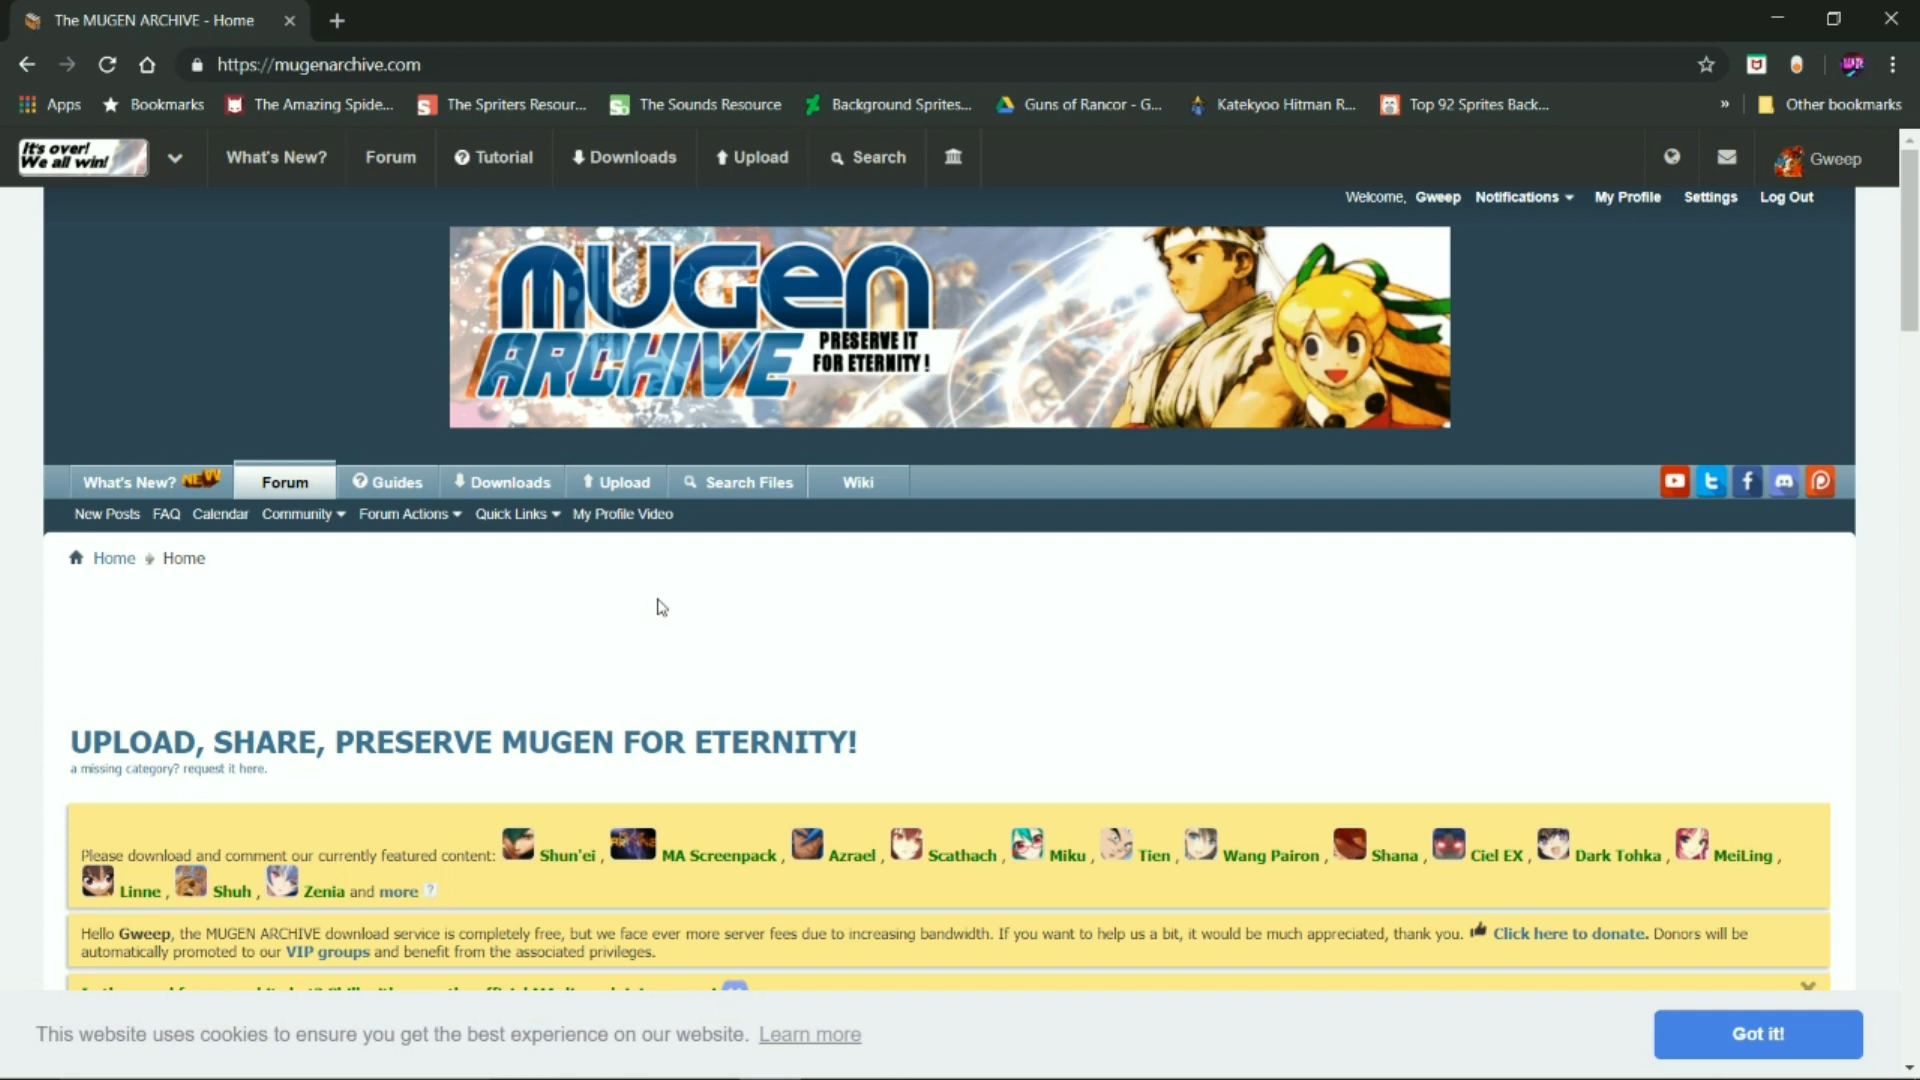 The MUGEN ARCHIVE - Home
https://mugenarchive.com
Apps Bookmarks The Amazing Spide... The Spriters Resour... The Sounds Resource Background Sprites... Guns of Rancor - G... Katekyoo Hitman R... Top 92 Sprites Back... » Other bookmarks
It's over!
We all win!
What's New? Forum Tutorial Downloads Upload Search Gweep
Welcome, Gweep Notifications My Profile Settings Log Out
MUGEN
ARCHIVE
PRESERVE IT
FOR ETERNITY!
What's New? NEW Forum Guides Downloads Upload Search Files Wiki
New Posts FAQ Calendar Community Forum Actions Quick Links My Profile Video
Home Home
UPLOAD, SHARE, PRESERVE MUGEN FOR ETERNITY!
a missing category? request it here.
Please download and comment our currently featured content: Shun'ei , MA Screenpack , Azrael , Scathach , Miku , Tien , Wang Pairon , Shana , Ciel EX , Dark Tohka , MeiLing ,
Linne , Shuh , Zenia and more ?
Hello Gweep, the MUGEN ARCHIVE download service is completely free, but we face ever more server fees due to increasing bandwidth. If you want to help us a bit, it would be much appreciated, thank you. Click here to donate. Donors will be
automatically promoted to our VIP groups and benefit from the associated privileges.
This website uses cookies to ensure you get the best experience on our website. Learn more
Got it!